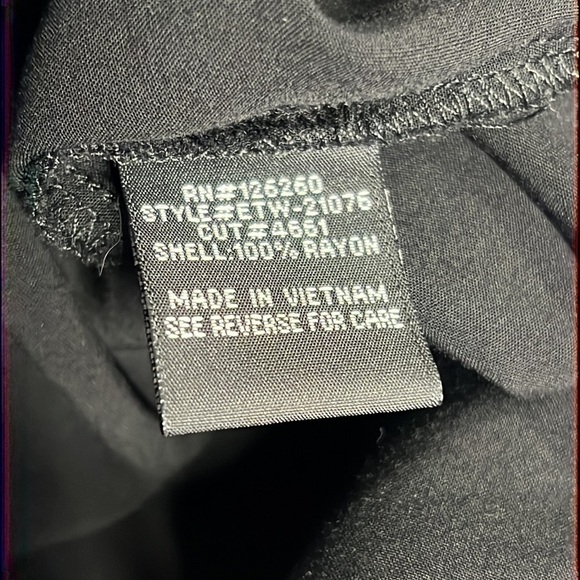 RN#126260
STYLE#ETW-21076
CUT#4661
SHELL:100% RAYON
MADE IN VIETNAM
SEE REVERSE FOR CARE